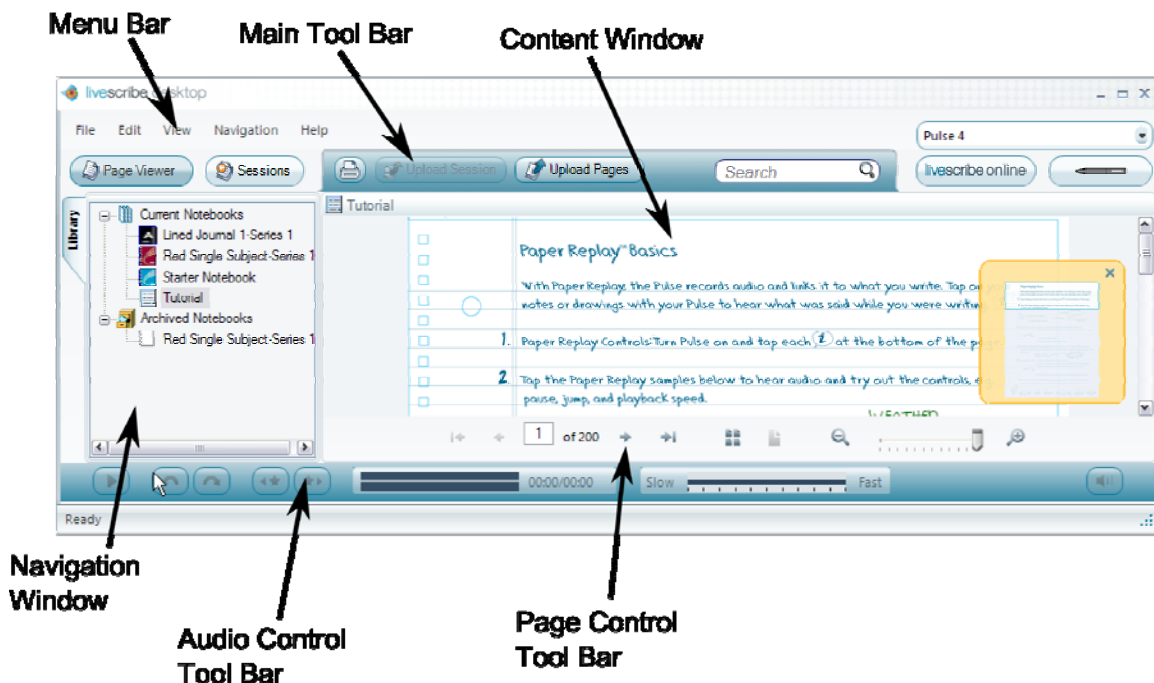 Menu Bar
Main Tool Bar
Content Window
livescribe desktop
File Edit View Navigation Help
Pulse 4
Page Viewer Sessions Upload Session Upload Pages Search livescribe online
Library
Tutorial
Current Notebooks
Lined Journal 1-Series 1
Red Single Subject-Series 1
Starter Notebook
Tutorial
Archived Notebooks
Red Single Subject-Series 1
Paper Replay™ Basics
With Paper Replay, the Pulse records audio and links it to what you write. Tap on
notes or drawings with your Pulse to hear what was said while you were writing
1. Paper Replay Controls: Turn Pulse on and tap each 1 at the bottom of the
2. Tap the Paper Replay samples below to hear audio and try out the controls,
pause, jump, and playback speed.
WEATHER
1 of 200
00:00/00:00 Slow Fast
Ready
Navigation
Window
Audio Control
Tool Bar
Page Control
Tool Bar